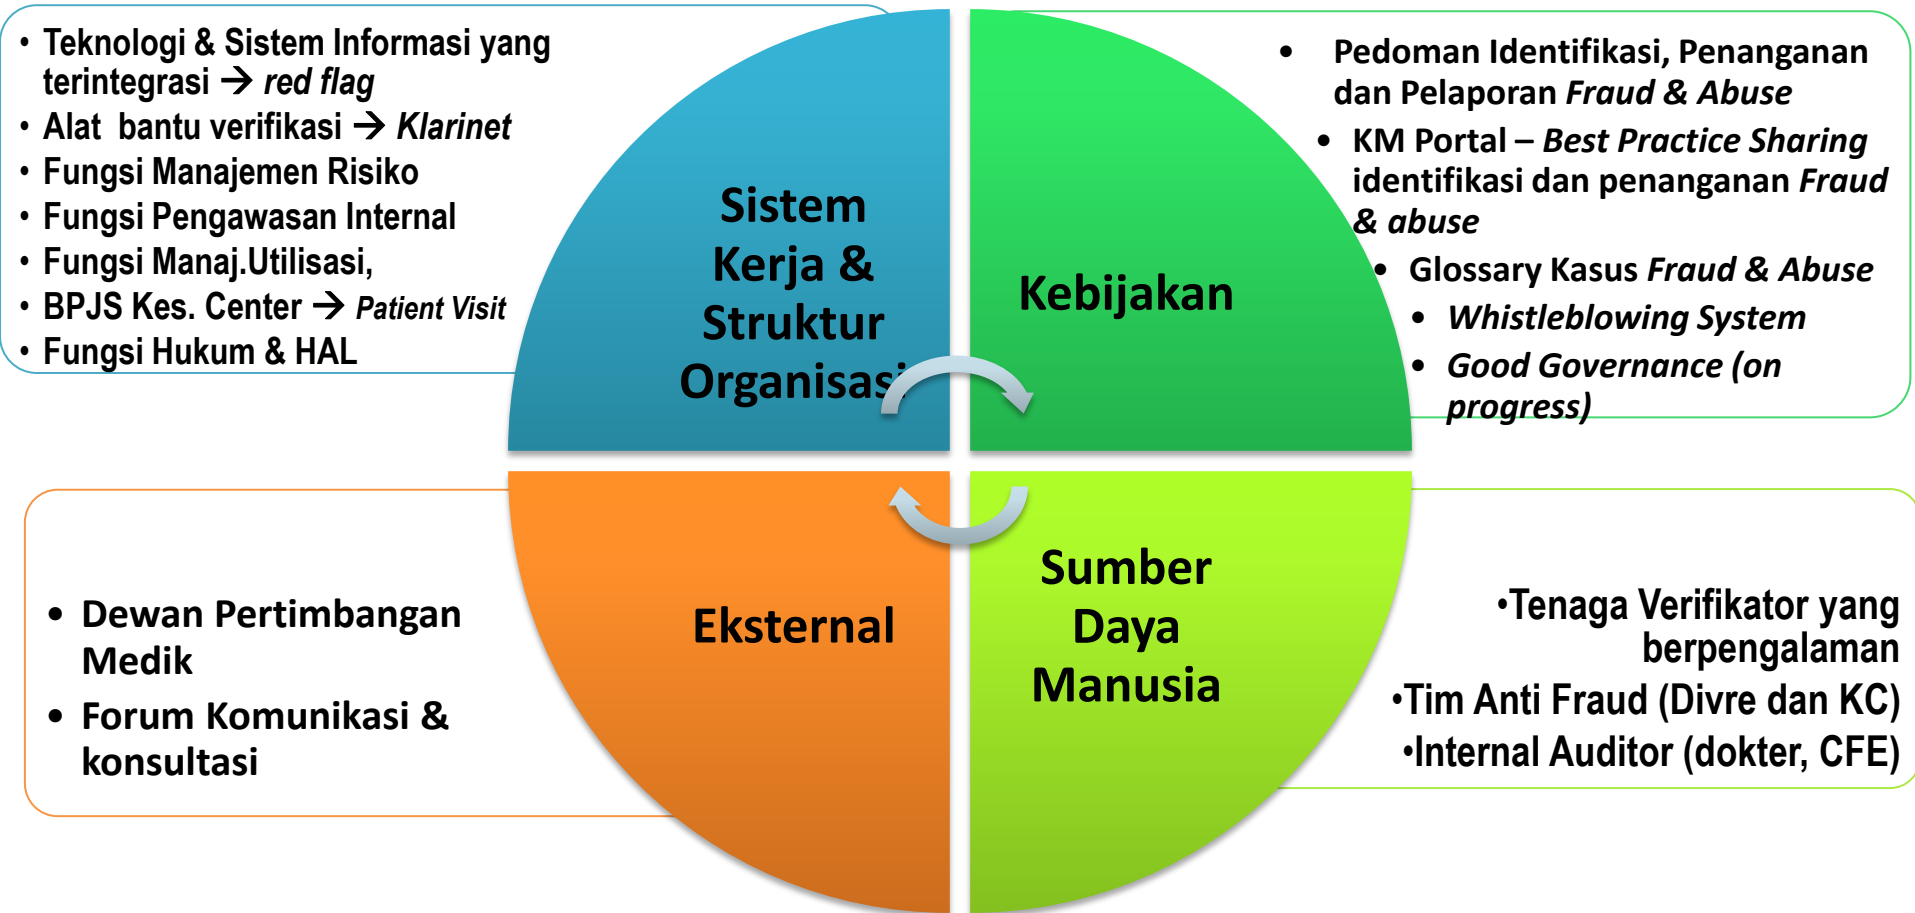 • Teknologi & Sistem Informasi yang
terintegrasi → red flag
• Alat bantu verifikasi → Klarinet
• Fungsi Manajemen Risiko
• Fungsi Pengawasan Internal
• Fungsi Manaj.Utilisasi,
• BPJS Kes. Center → Patient Visit
• Fungsi Hukum & HAL
Sistem
Kerja &
Struktur
Organisasi
Kebijakan
• Pedoman Identifikasi, Penanganan
dan Pelaporan Fraud & Abuse
• KM Portal – Best Practice Sharing
identifikasi dan penanganan Fraud
& abuse
• Glossary Kasus Fraud & Abuse
• Whistleblowing System
• Good Governance (on
progress)
• Dewan Pertimbangan
Medik
• Forum Komunikasi &
konsultasi
Eksternal
Sumber
Daya
Manusia
•Tenaga Verifikator yang
berpengalaman
•Tim Anti Fraud (Divre dan KC)
•Internal Auditor (dokter, CFE)